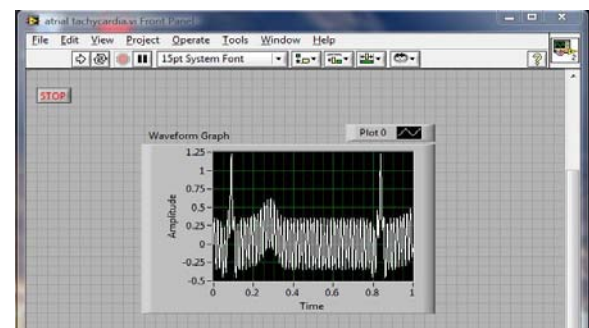 atrial tachycardia.vi Front Panel
File Edit View Project Operate Tools Window Help
15pt System Font
?
2
STOP
Waveform Graph
Plot 0
Amplitude
1.25
1
0.75
0.5
0.25
0
-0.25
-0.5
0 0.2 0.4 0.6 0.8 1
Time